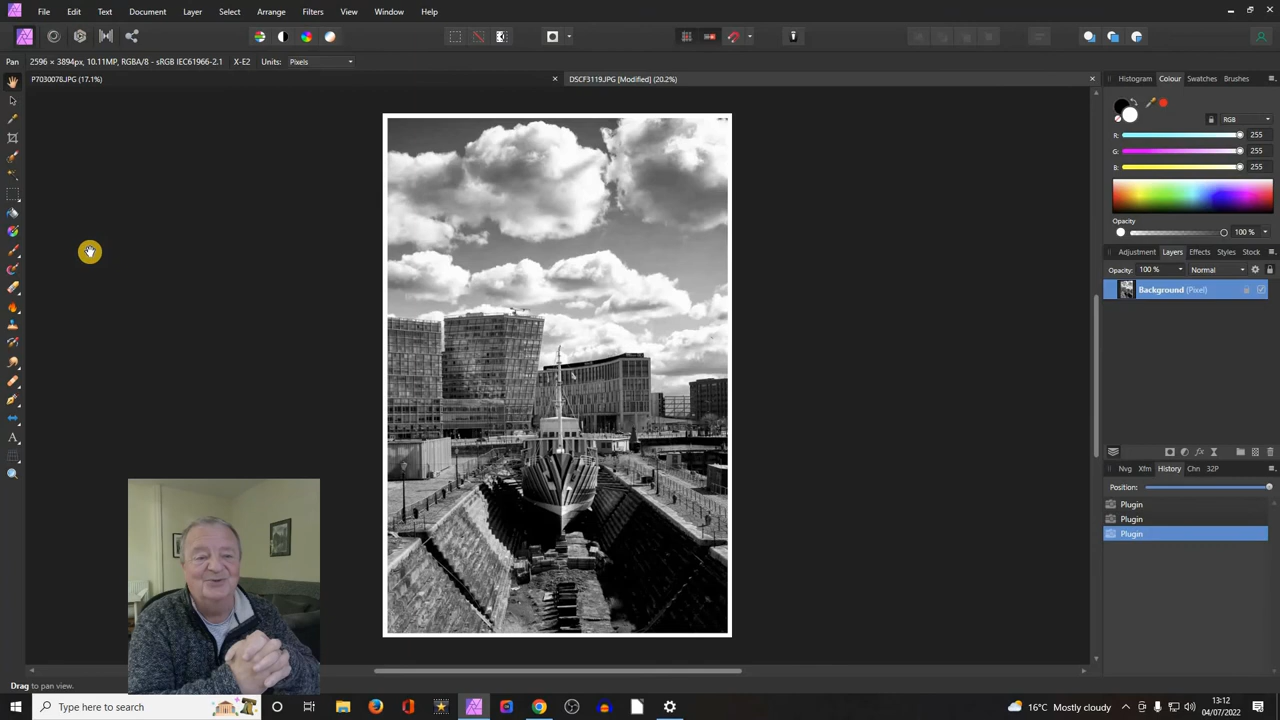 File Edit Text Document Layer Select Arrange Filters View Window Help
Pan 2596 × 3894px, 10.11MP, RGBA/8 - sRGB IEC61966-2.1 X-E2 Units: Pixels
P7030078.JPG (17.1%) DSCF3119.JPG [Modified] (20.2%)
Histogram Colour Swatches Brushes
RGB
R: 255
G: 255
B: 255
Opacity
100 %
Adjustment Layers Effects Styles Stock
Opacity: 100 % Normal
Background (Pixel)
Nvg Xfm History Chn 32P
Position:
Plugin
Plugin
Plugin
Drag to pan view.
Type here to search
16°C Mostly cloudy
13:12
04/07/2022